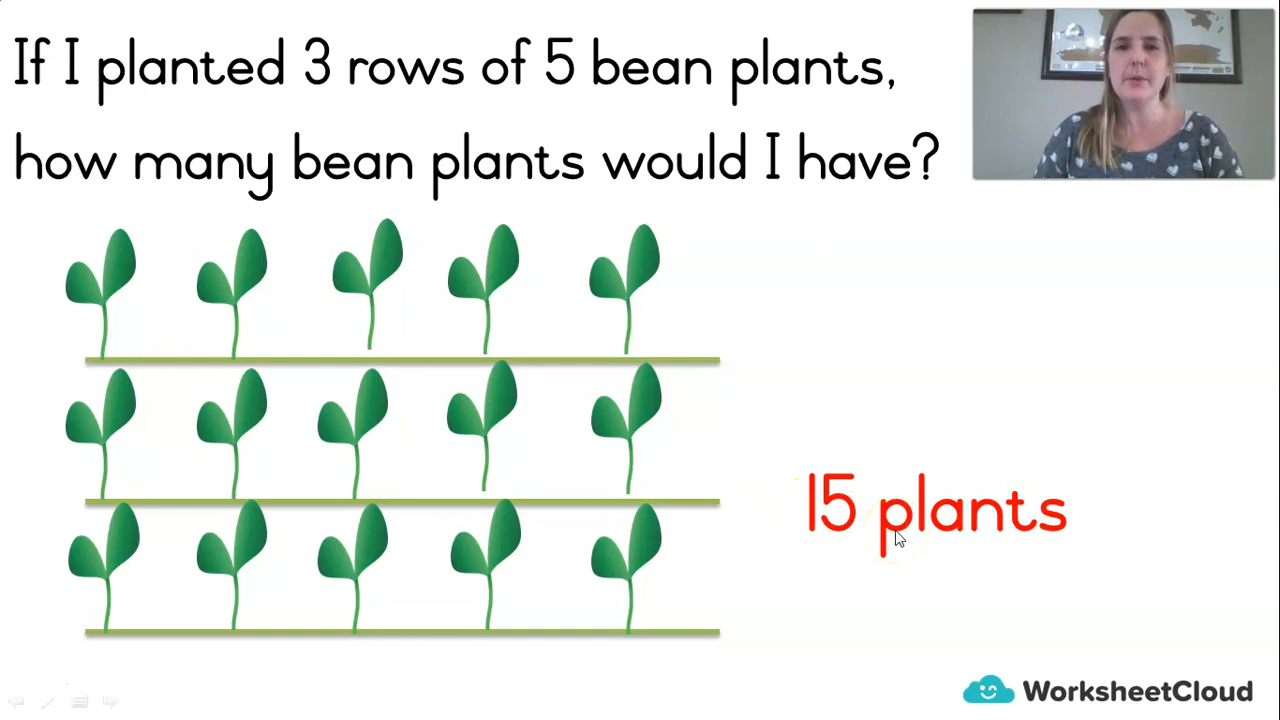 If I planted 3 rows of 5 bean plants,
how many bean plants would I have?
15 plants
WorksheetCloud